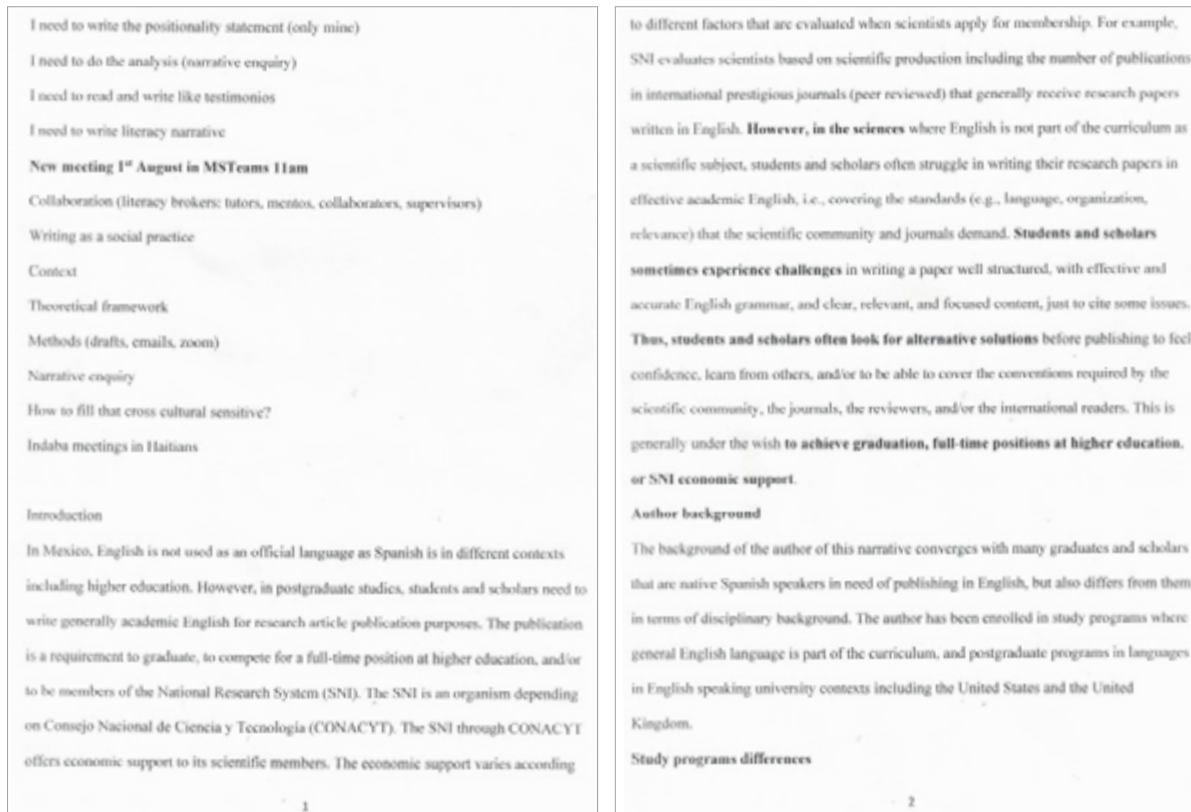 I need to write the positionality statement (only mine)
I need to do the analysis (narrative enquiry)
I need to read and write like testimonios
I need to write literacy narrative
New meeting 1st August in MSTeams 11am
Collaboration (literacy brokers: tutors, mentos, collaborators, supervisors)
Writing as a social practice
Context
Theoretical framework
Methods (drafts, emails, zoom)
Narrative enquiry
How to fill that cross cultural sensitive?
Indaba meetings in Haitians
Introduction
In Mexico, English is not used as an official language as Spanish is in different contexts
including higher education. However, in postgraduate studies, students and scholars need to
write generally academic English for research article publication purposes. The publication
is a requirement to graduate, to compete for a full-time position at higher education, and/or
to be members of the National Research System (SNI). The SNI is an organism depending
on Consejo Nacional de Ciencia y Tecnología (CONACYT). The SNI through CONACYT
offers economic support to its scientific members. The economic support varies according
1
to different factors that are evaluated when scientists apply for membership. For example,
SNI evaluates scientists based on scientific production including the number of publications
in international prestigious journals (peer reviewed) that generally receive research papers
written in English. However, in the sciences where English is not part of the curriculum as
a scientific subject, students and scholars often struggle in writing their research papers in
effective academic English, i.e., covering the standards (e.g., language, organization,
relevance) that the scientific community and journals demand. Students and scholars
sometimes experience challenges in writing a paper well structured, with effective and
accurate English grammar, and clear, relevant, and focused content, just to cite some issues.
Thus, students and scholars often look for alternative solutions before publishing to feel
confidence, learn from others, and/or to be able to cover the conventions required by the
scientific community, the journals, the reviewers, and/or the international readers. This is
generally under the wish to achieve graduation, full-time positions at higher education,
or SNI economic support.
Author background
The background of the author of this narrative converges with many graduates and scholars
that are native Spanish speakers in need of publishing in English, but also differs from them
in terms of disciplinary background. The author has been enrolled in study programs where
general English language is part of the curriculum, and postgraduate programs in languages
in English speaking university contexts including the United States and the United
Kingdom.
Study programs differences
2